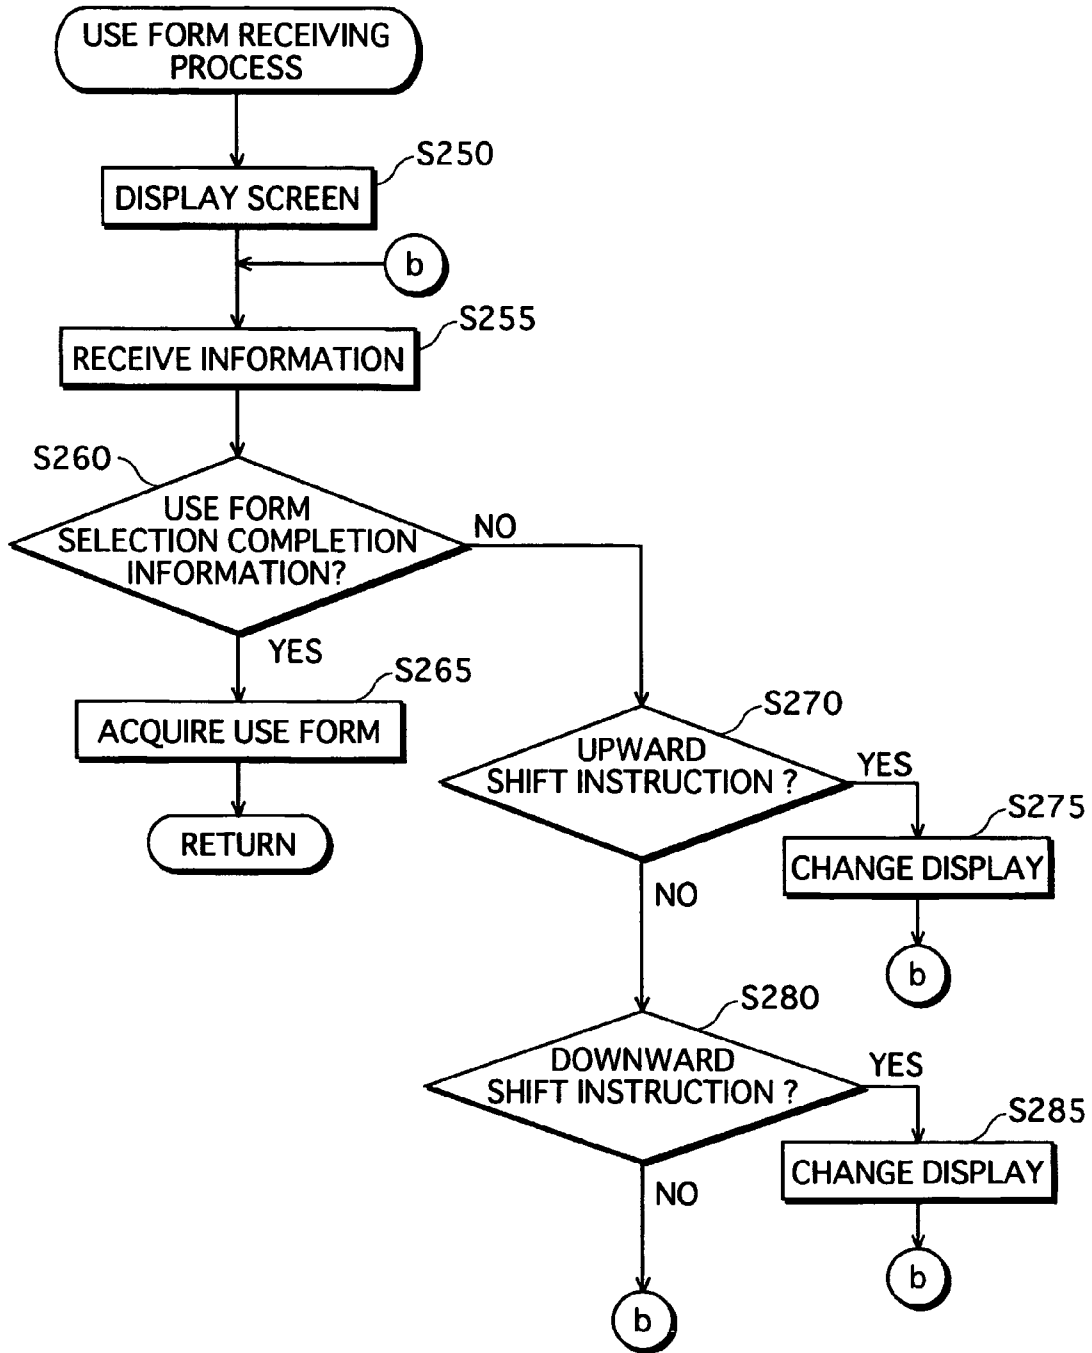 USE FORM RECEIVING
PROCESS
S250
DISPLAY SCREEN
b
S255
RECEIVE INFORMATION
S260
USE FORM
SELECTION COMPLETION
INFORMATION?
NO
YES
S265
ACQUIRE USE FORM
RETURN
S270
UPWARD
SHIFT INSTRUCTION ?
YES
S275
CHANGE DISPLAY
b
NO
S280
DOWNWARD
SHIFT INSTRUCTION ?
YES
S285
CHANGE DISPLAY
b
NO
b